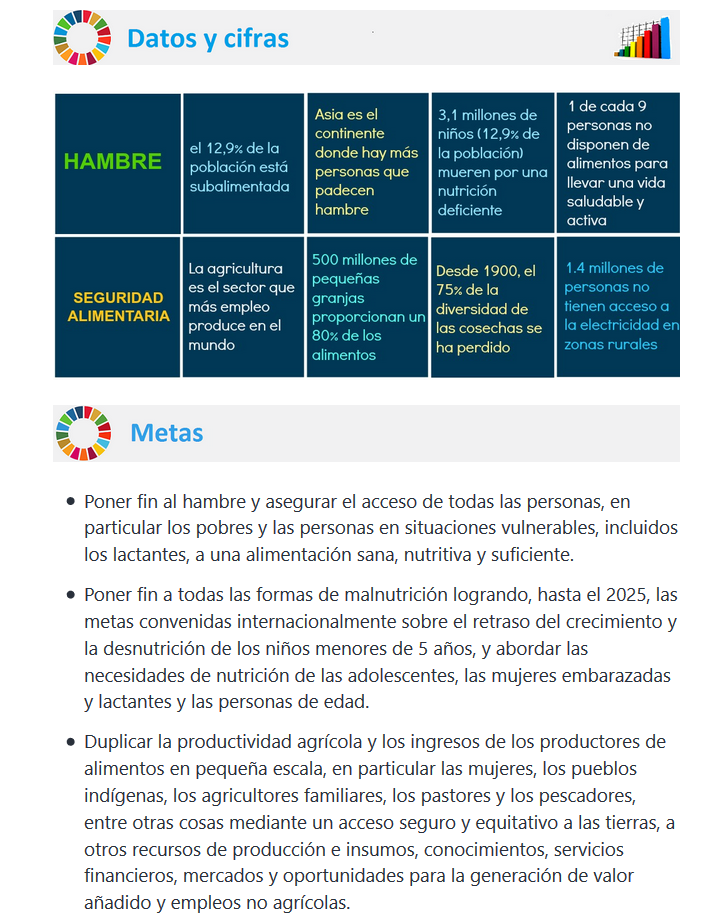 Datos y cifras
HAMBRE
el 12,9% de la
población está
subalimentada
Asia es el
continente
donde hay más
personas que
padecen
hambre
3,1 millones de
niños (12,9% de
la población)
mueren por una
nutrición
deficiente
1 de cada 9
personas no
disponen de
alimentos para
llevar una vida
saludable y
activa
SEGURIDAD
ALIMENTARIA
La agricultura
es el sector que
más empleo
produce en el
mundo
500 millones de
pequeñas
granjas
proporcionan un
80% de los
alimentos
Desde 1900, el
75% de la
diversidad de
las cosechas se
ha perdido
1.4 millones de
personas no
tienen acceso a
la electricidad en
zonas rurales
Metas
• Poner fin al hambre y asegurar el acceso de todas las personas, en
particular los pobres y las personas en situaciones vulnerables, incluidos
los lactantes, a una alimentación sana, nutritiva y suficiente.
• Poner fin a todas las formas de malnutrición logrando, hasta el 2025, las
metas convenidas internacionalmente sobre el retraso del crecimiento y
la desnutrición de los niños menores de 5 años, y abordar las
necesidades de nutrición de las adolescentes, las mujeres embarazadas
y lactantes y las personas de edad.
• Duplicar la productividad agrícola y los ingresos de los productores de
alimentos en pequeña escala, en particular las mujeres, los pueblos
indígenas, los agricultores familiares, los pastores y los pescadores,
entre otras cosas mediante un acceso seguro y equitativo a las tierras, a
otros recursos de producción e insumos, conocimientos, servicios
financieros, mercados y oportunidades para la generación de valor
añadido y empleos no agrícolas.